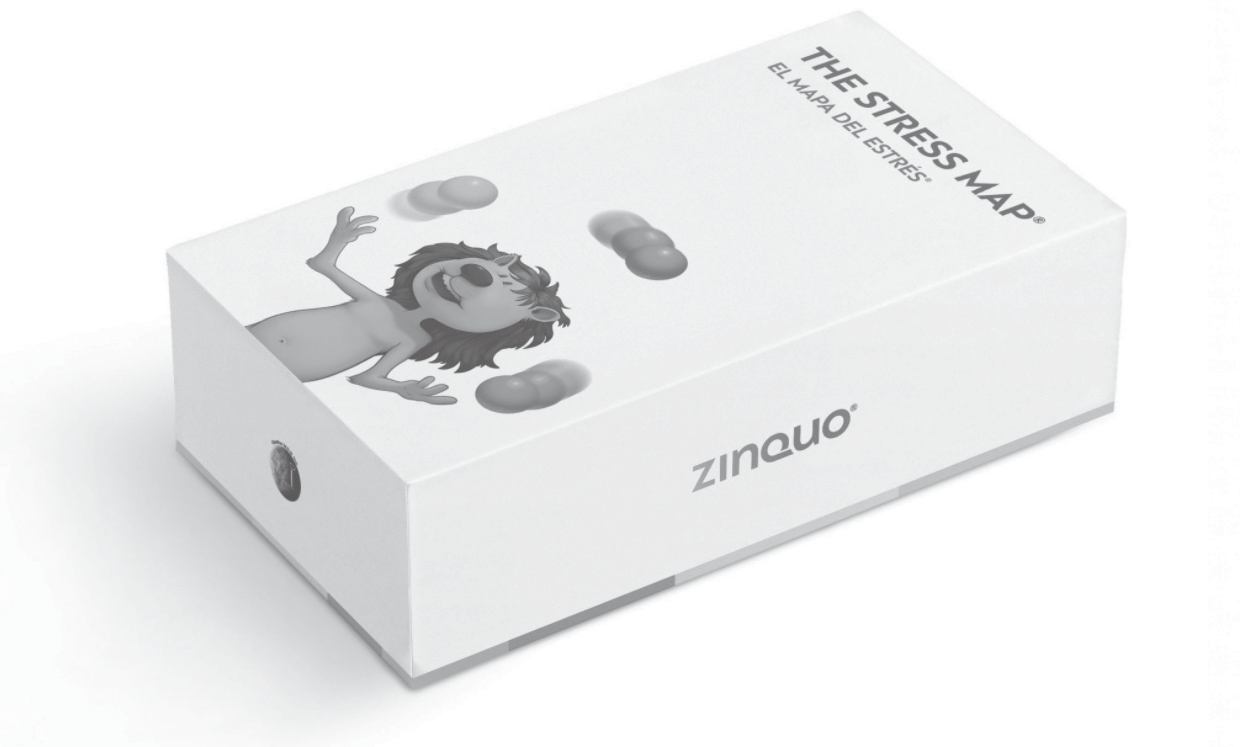 THE STRESS MAP®
EL MAPA DEL ESTRÉS®
zinquo®